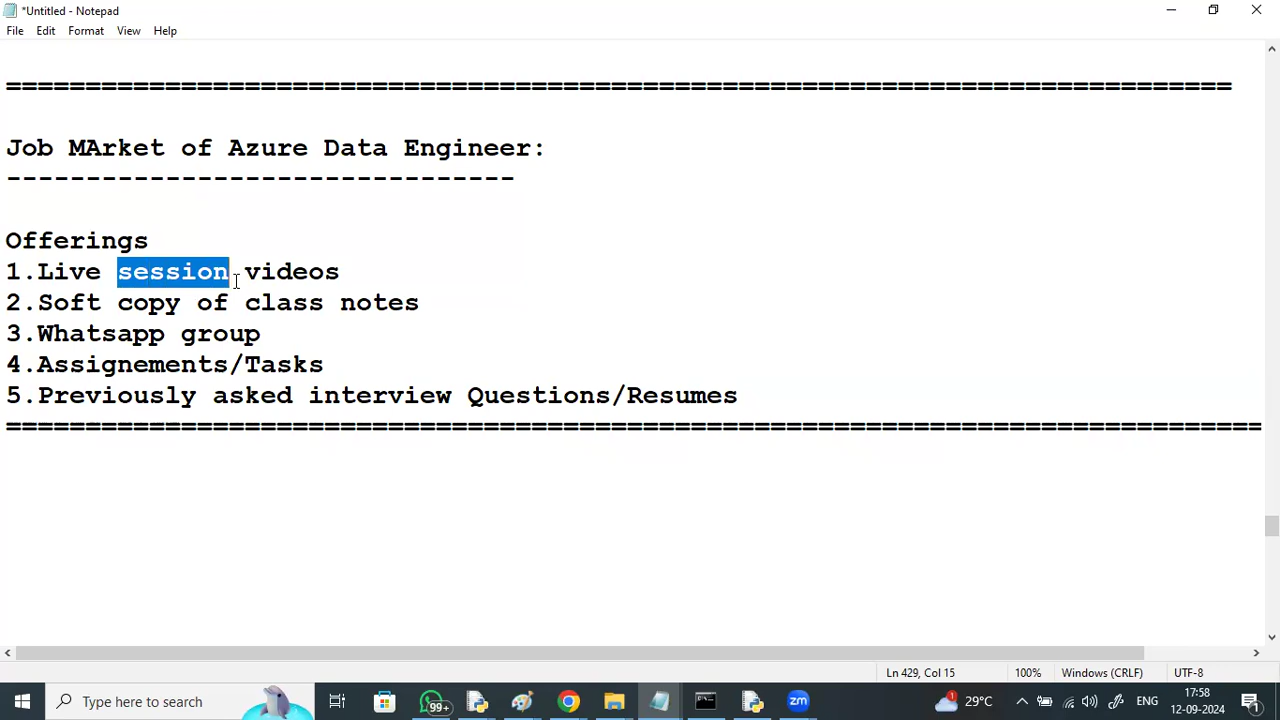 *Untitled - Notepad
File Edit Format View Help
=============================================================================
Job MArket of Azure Data Engineer:
--------------------------------
Offerings
1.Live session videos
2.Soft copy of class notes
3.Whatsapp group
4.Assignements/Tasks
5.Previously asked interview Questions/Resumes
===============================================================================
Ln 429, Col 15 100% Windows (CRLF) UTF-8
Type here to search 99+ zm 1 29°C ENG 17:58 12-09-2024 1